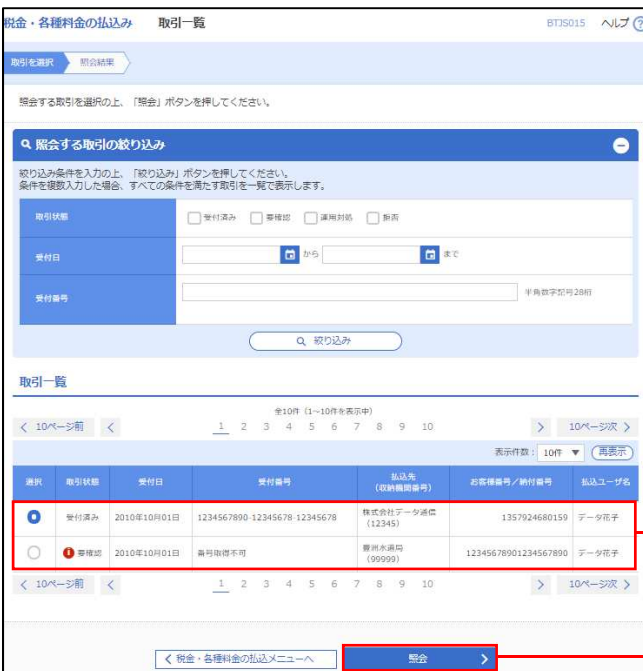 税金・各種料金の払込み 取引一覧 BTJS015 ヘルプ ?
取引を選択 照会結果
照会する取引を選択の上、「照会」ボタンを押してください。
照会する取引の絞り込み
絞り込み条件を入力の上、「絞り込み」ボタンを押してください。
条件を複数入力した場合、すべての条件を満たす取引を一覧で表示します。
取引状態 受付済み 要確認 運用対処 拒否
受付日 から まで
受付番号 半角数字記号28桁
絞り込み
取引一覧
全10件（1～10件を表示中）
< 10ページ前 < 1 2 3 4 5 6 7 8 9 10 > 10ページ次 >
表示件数： 10件 ▼ 再表示
選択 取引状態 受付日 受付番号 払込先（収納機関番号） お客様番号／納付番号 払込ユーザ名
受付済み 2010年10月01日 1234567890-12345678-12345678 株式会社データ通信 1357924680159 データ花子
（12345）
! 要確認 2010年10月01日 番号取得不可 豊洲水道局 12345678901234567890 データ花子
（99999）
< 10ページ前 < 1 2 3 4 5 6 7 8 9 10 > 10ページ次 >
< 税金・各種料金の払込メニューへ 照会 >